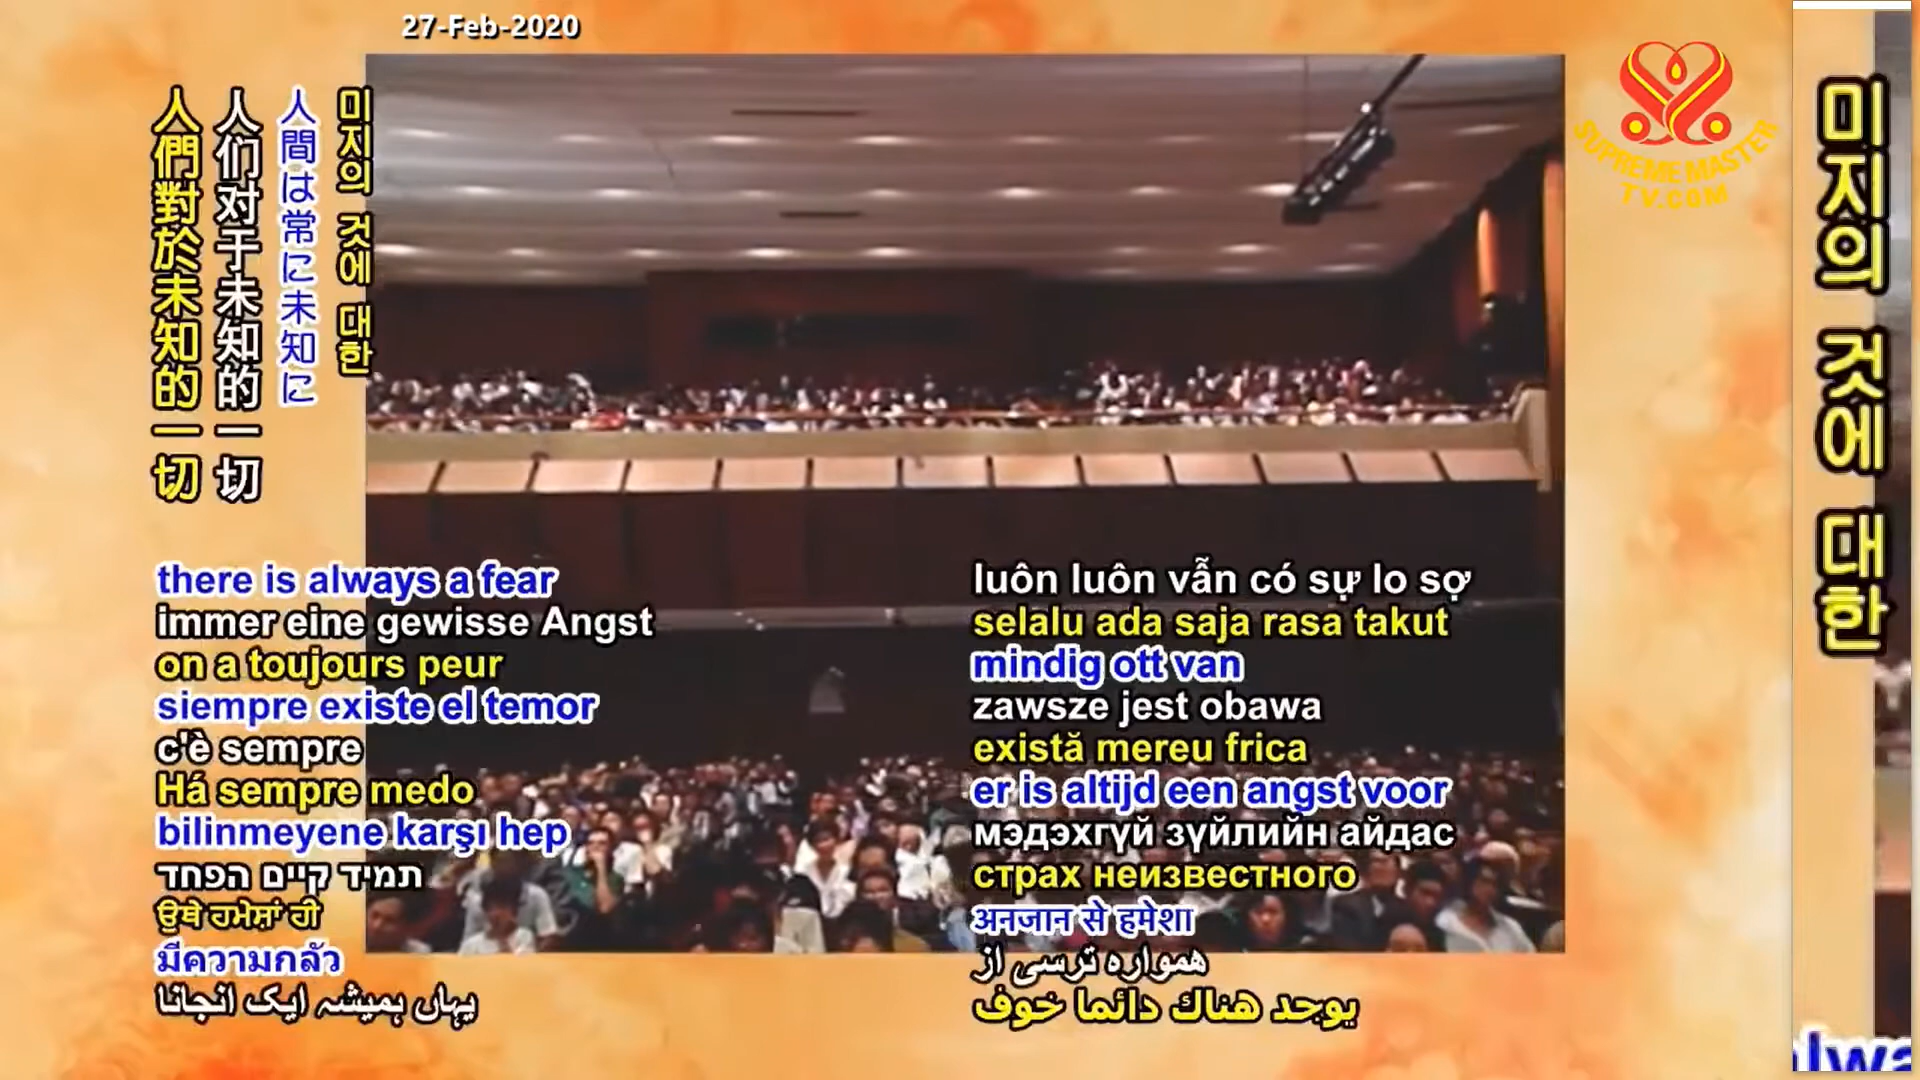 27-Feb-2020
人們對於未知的一切
人们对于未知的一切
人間は常に未知に
미지의 것에 대한
SUPREME MASTER
TV.COM
there is always a fear
immer eine gewisse Angst
on a toujours peur
siempre existe el temor
c'è sempre
Há sempre medo
bilinmeyene karşı hep
תמיד קיים הפחד
ਉਥੇ ਹਮੇਸ਼ਾਂ ਹੀ
มีความกลัว
یہاں ہمیشہ ایک انجانا
luôn luôn vẫn có sự lo sợ
selalu ada saja rasa takut
mindig ott van
zawsze jest obawa
există mereu frica
er is altijd een angst voor
мэдэхгүй зүйлийн айдас
страх неизвестного
अनजान से हमेशा
همواره ترسی از
يوجد هناك دائما خوف
미지의 것에 대한